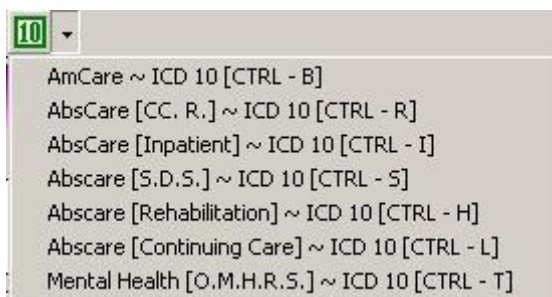 10
AmCare ~ ICD 10 [CTRL - B]
AbsCare [CC. R.] ~ ICD 10 [CTRL - R]
AbsCare [Inpatient] ~ ICD 10 [CTRL - I]
Abscare [S.D.S.] ~ ICD 10 [CTRL - S]
Abscare [Rehabilitation] ~ ICD 10 [CTRL - H]
Abscare [Continuing Care] ~ ICD 10 [CTRL - L]
Mental Health [O.M.H.R.S.] ~ ICD 10 [CTRL - T]